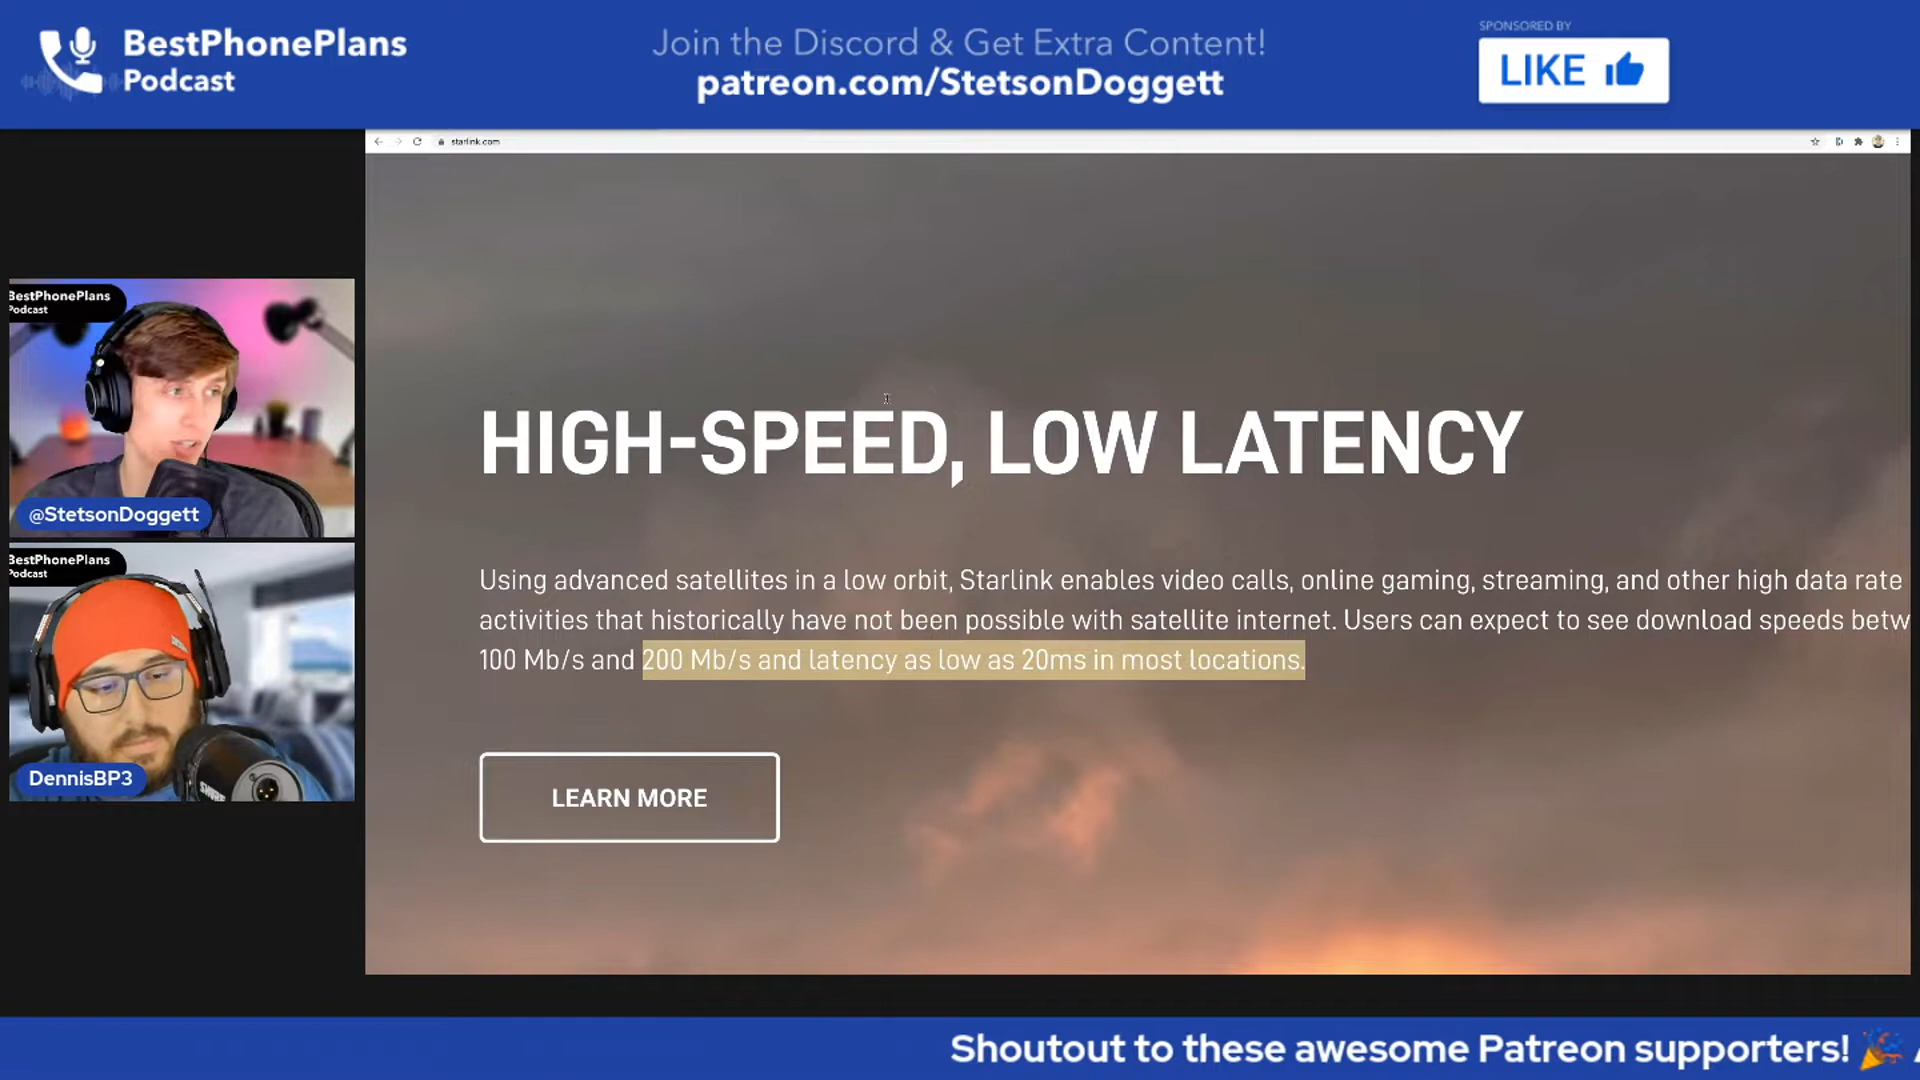 BestPhonePlans
Podcast
Join the Discord & Get Extra Content!
patreon.com/StetsonDoggett
SPONSORED BY
LIKE
starlink.com
BestPhonePlans
Podcast
@StetsonDoggett
BestPhonePlans
Podcast
DennisBP3
HIGH-SPEED, LOW LATENCY
Using advanced satellites in a low orbit, Starlink enables video calls, online gaming, streaming, and other high data rate
activities that historically have not been possible with satellite internet. Users can expect to see download speeds betw
100 Mb/s and 200 Mb/s and latency as low as 20ms in most locations.
LEARN MORE
Shoutout to these awesome Patreon supporters! 🎉